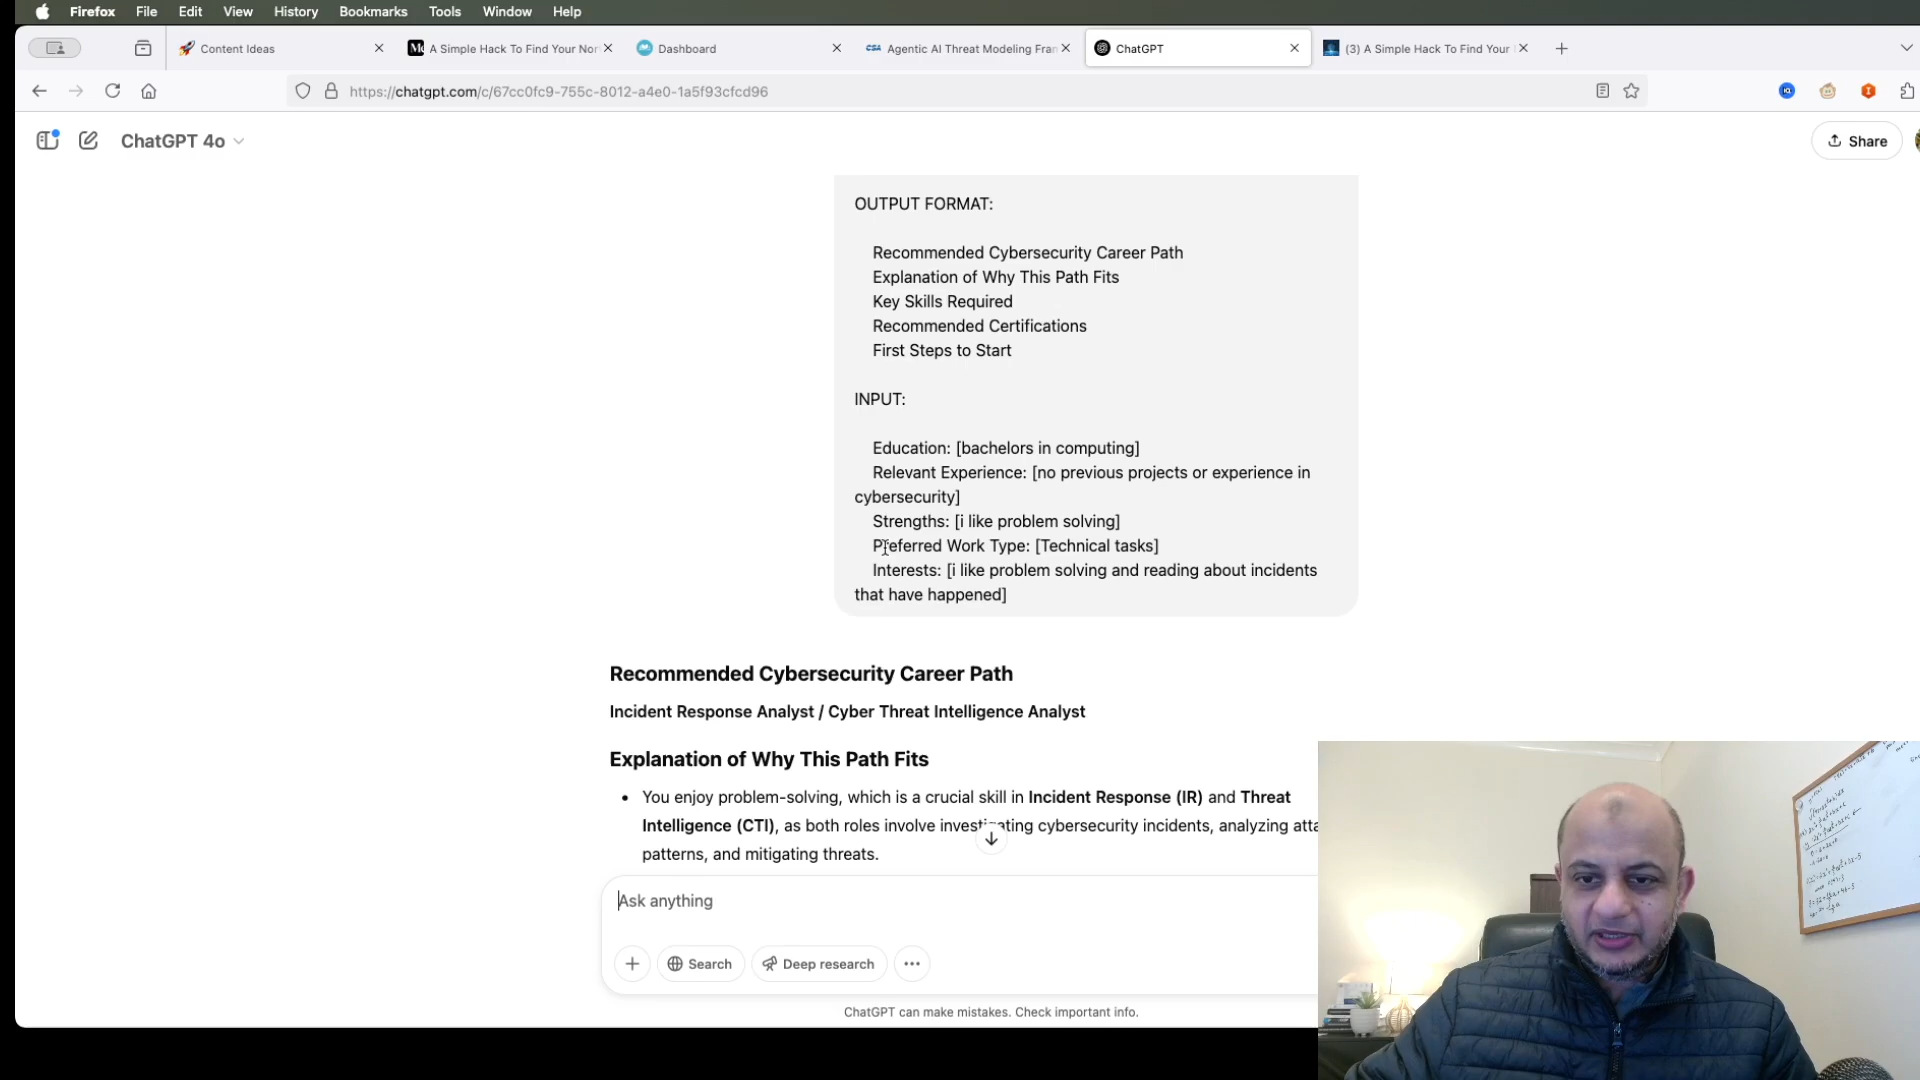 Firefox File Edit View History Bookmarks Tools Window Help
Content Ideas
A Simple Hack To Find Your Nor
Dashboard
CSA Agentic AI Threat Modeling Fran
ChatGPT
(3) A Simple Hack To Find Your
https://chatgpt.com/c/67cc0fc9-755c-8012-a4e0-1a5f93cfcd96
ChatGPT 4o
Share
OUTPUT FORMAT:
Recommended Cybersecurity Career Path
Explanation of Why This Path Fits
Key Skills Required
Recommended Certifications
First Steps to Start
INPUT:
Education: [bachelors in computing]
Relevant Experience: [no previous projects or experience in
cybersecurity]
Strengths: [i like problem solving]
Preferred Work Type: [Technical tasks]
Interests: [i like problem solving and reading about incidents
that have happened]
Recommended Cybersecurity Career Path
Incident Response Analyst / Cyber Threat Intelligence Analyst
Explanation of Why This Path Fits
• You enjoy problem-solving, which is a crucial skill in Incident Response (IR) and Threat
Intelligence (CTI), as both roles involve investigating cybersecurity incidents, analyzing atta
patterns, and mitigating threats.
Ask anything
Search
Deep research
ChatGPT can make mistakes. Check important info.